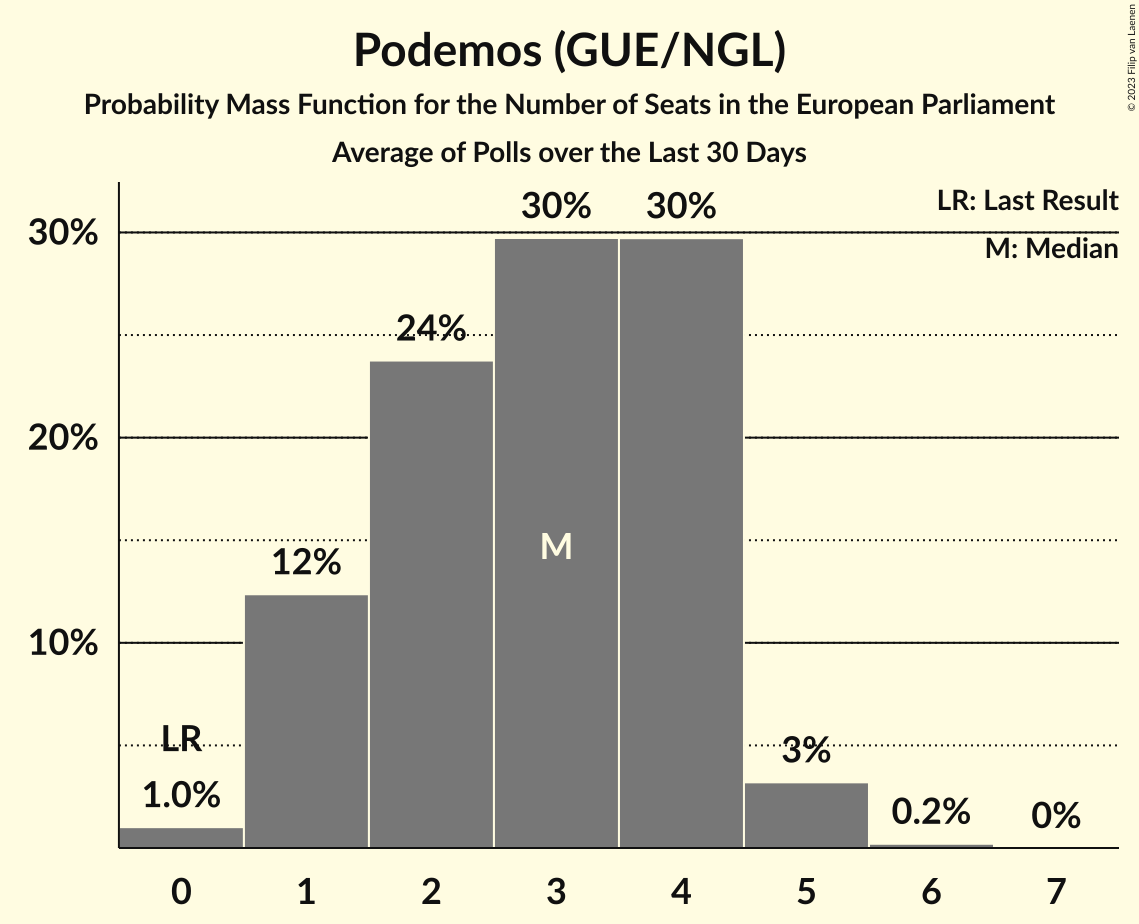 Podemos (GUE/NGL)
Probability Mass Function for the Number of Seats in the European Parliament
Average of Polls over the Last 30 Days
© 2023 Filip van Laenen
LR: Last Result
M: Median
30%
20%
10%
30%
30%
24%
12%
M
LR
1.0%
3%
0.2%
0%
0 1 2 3 4 5 6 7